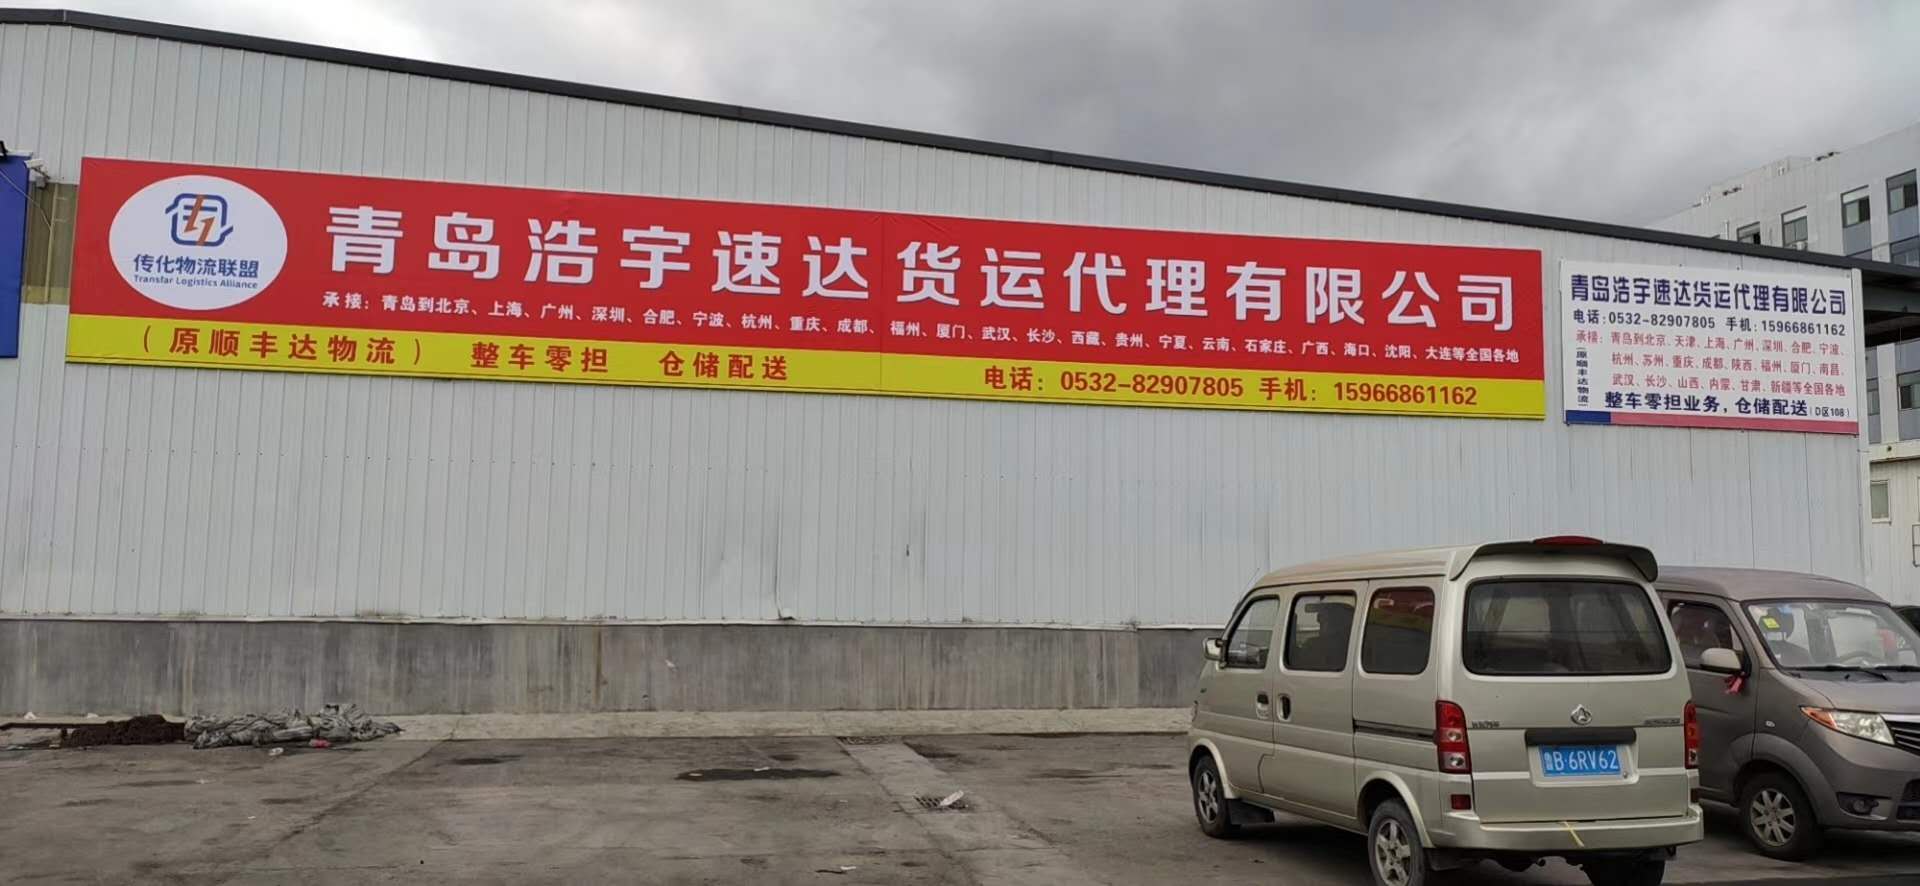 传化物流联盟
Transfar Logistics Alliance
青岛浩宇速达货运代理有限公司
承接：青岛到北京、上海、广州、深圳、合肥、宁波、杭州、重庆、成都、福州、厦门、武汉、长沙、西藏、贵州、宁夏、云南、石家庄、广西、海口、沈阳、大连等全国各地
（原顺丰达物流） 整车零担 仓储配送
电话：0532-82907805 手机：15966861162
青岛浩宇速达货运代理有限公司
电话:0532-82907805 手机:15966861162
承接：青岛到北京、天津、上海、广州、深圳、合肥、宁波、
杭州、苏州、重庆、成都、陕西、福州、厦门、南昌、
武汉、长沙、山西、内蒙、甘肃、新疆等全国各地
（原顺丰达物流）
整车零担业务，仓储配送（D区108）
鲁B·6RV62